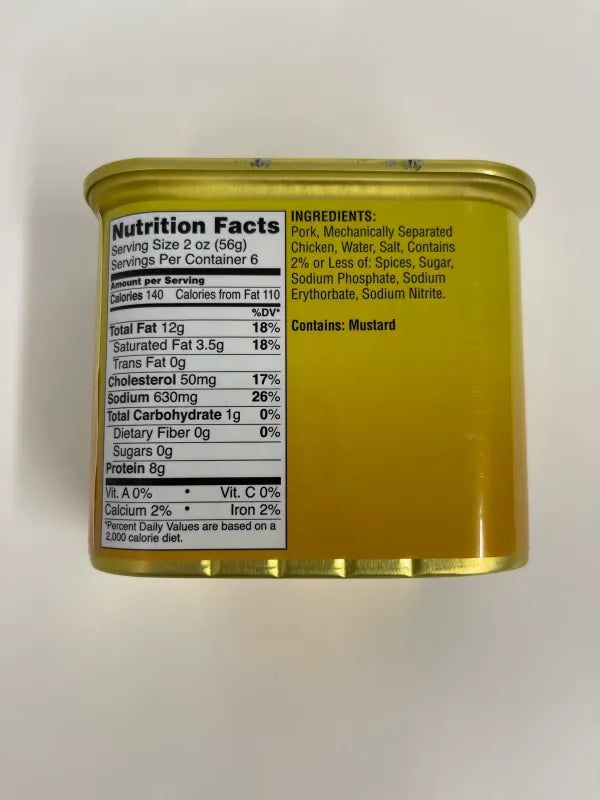 Nutrition Facts
Serving Size 2 oz (56g)
Servings Per Container 6
Amount per Serving
Calories 140 Calories from Fat 110
%DV*
Total Fat 12g 18%
Saturated Fat 3.5g 18%
Trans Fat 0g
Cholesterol 50mg 17%
Sodium 630mg 26%
Total Carbohydrate 1g 0%
Dietary Fiber 0g 0%
Sugars 0g
Protein 8g
Vit. A 0% • Vit. C 0%
Calcium 2% • Iron 2%
*Percent Daily Values are based on a
2,000 calorie diet.
INGREDIENTS:
Pork, Mechanically Separated
Chicken, Water, Salt, Contains
2% or Less of: Spices, Sugar,
Sodium Phosphate, Sodium
Erythorbate, Sodium Nitrite.
Contains: Mustard